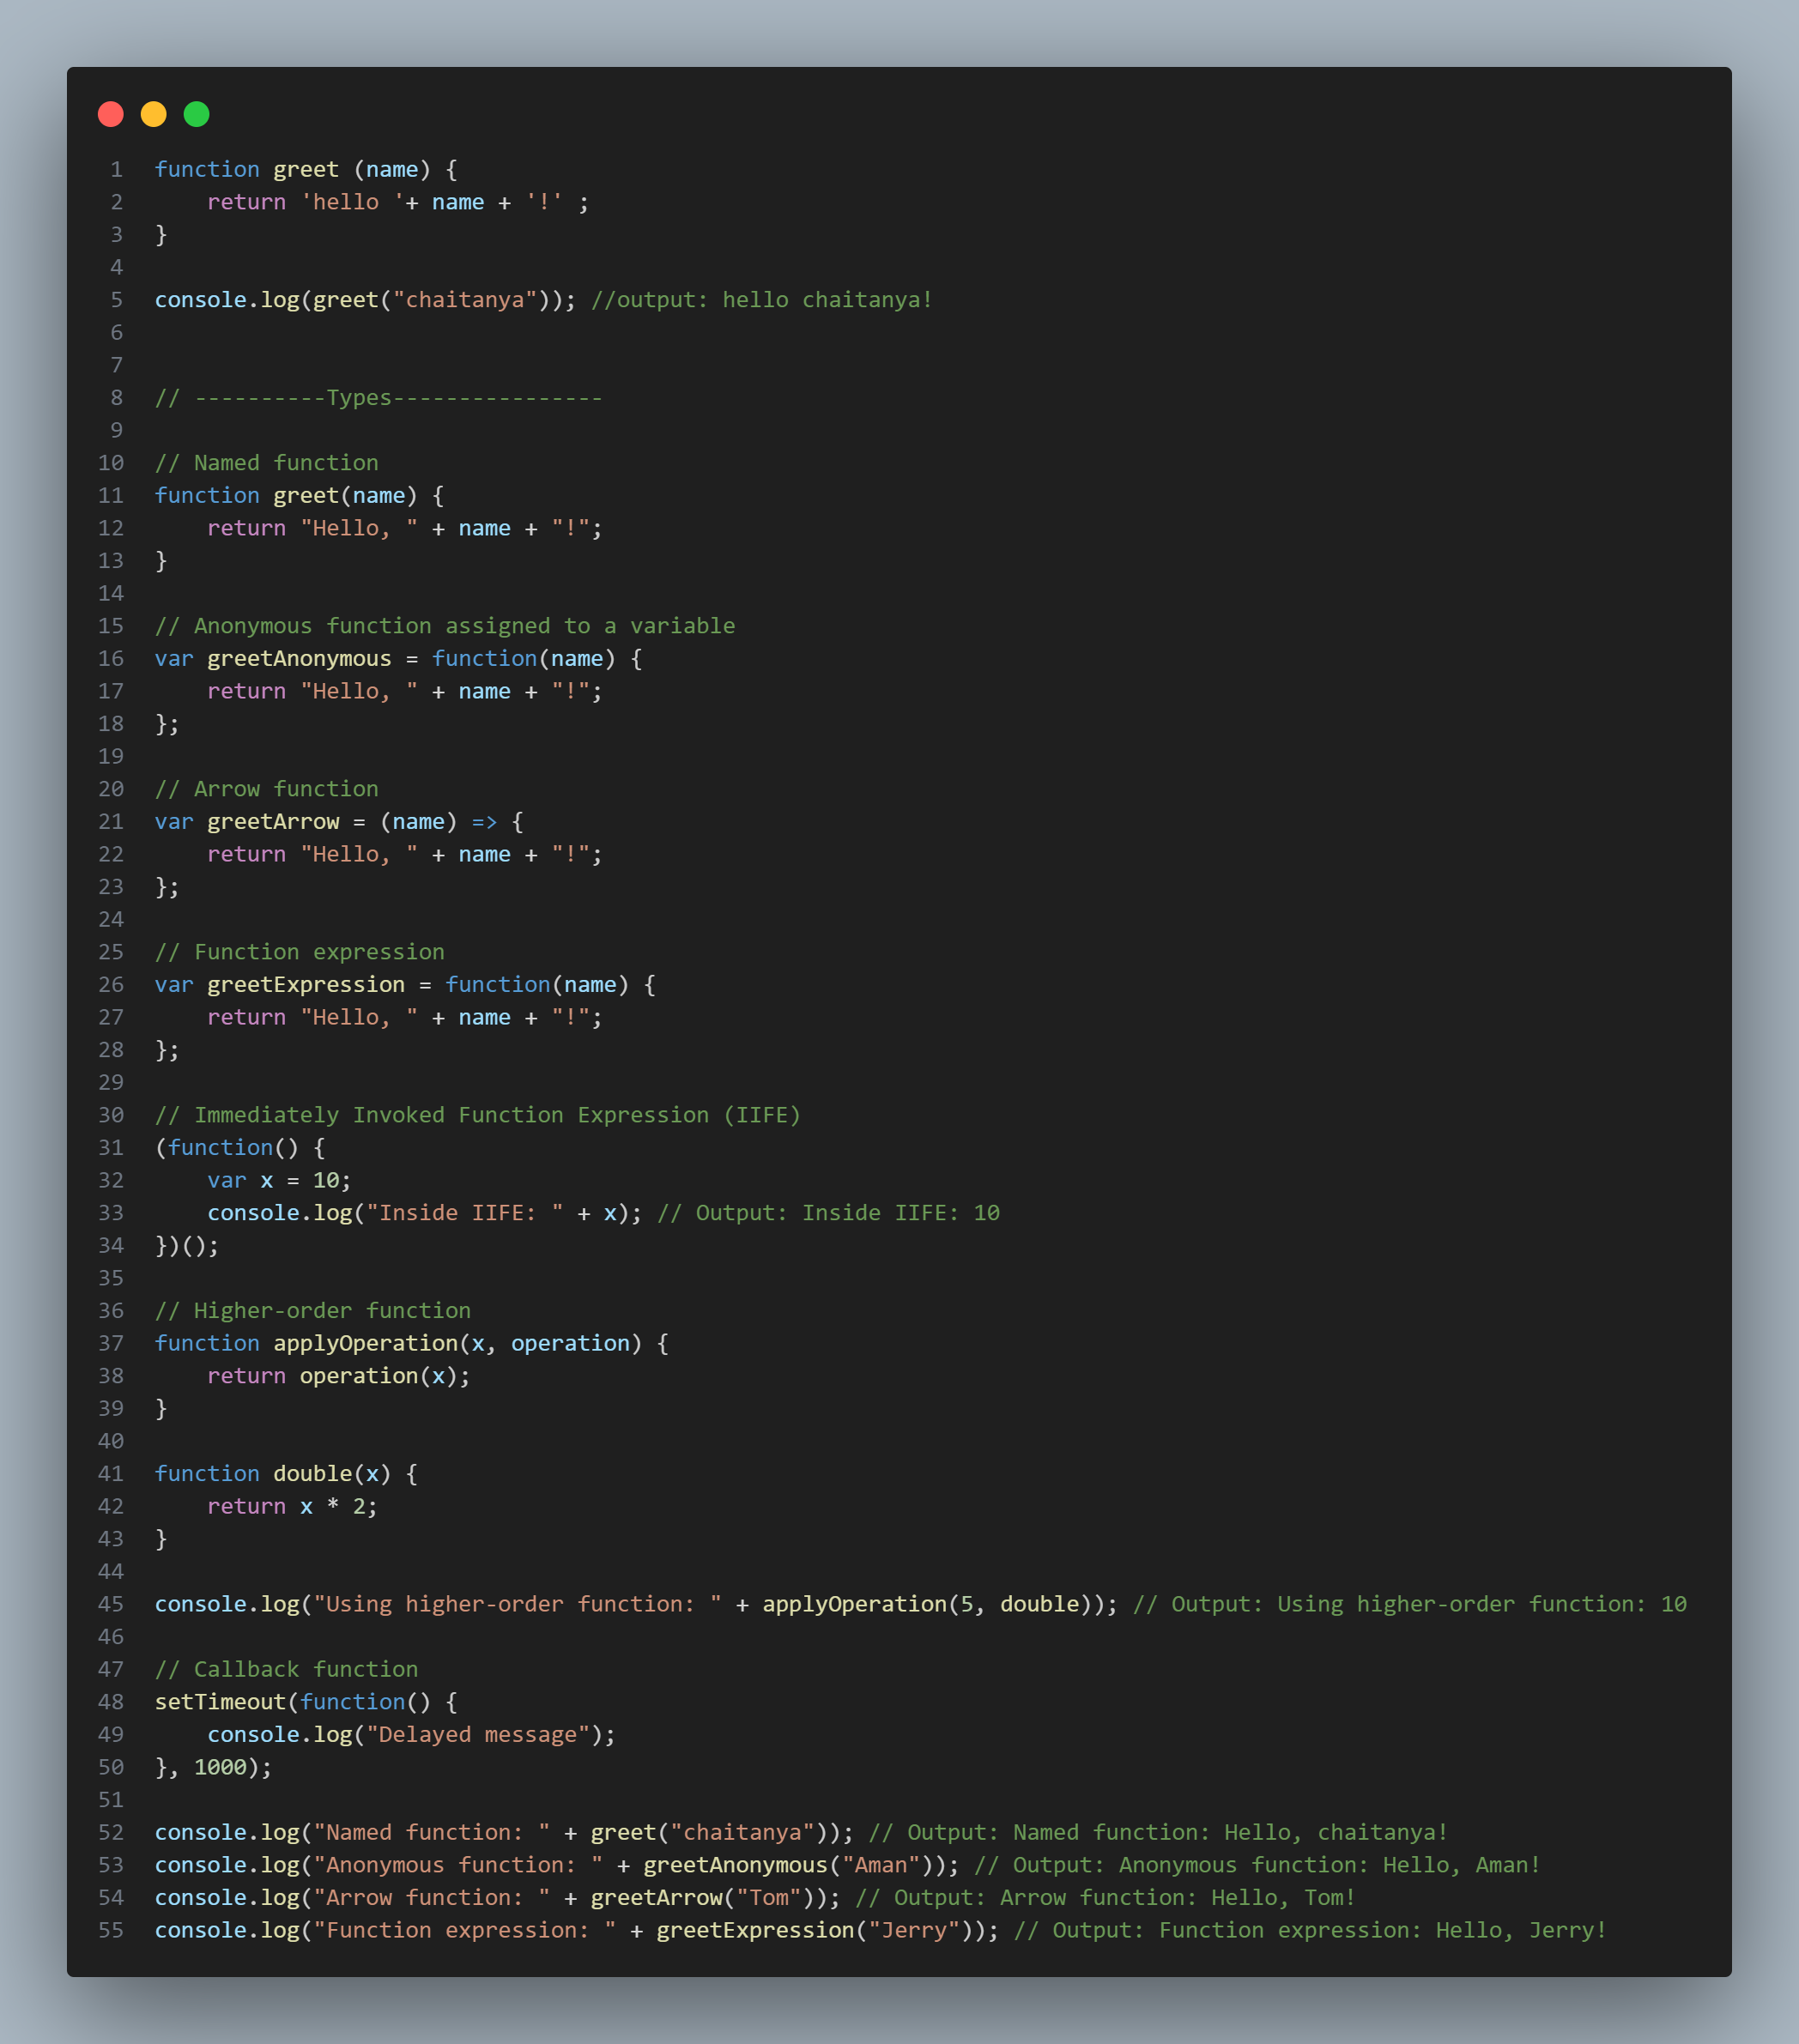 1 function greet (name) {
2     return 'hello '+ name + '!' ;
3 }
4
5 console.log(greet("chaitanya")); //output: hello chaitanya!
6
7
8 // ----------Types----------------
9
10 // Named function
11 function greet(name) {
12     return "Hello, " + name + "!";
13 }
14
15 // Anonymous function assigned to a variable
16 var greetAnonymous = function(name) {
17     return "Hello, " + name + "!";
18 };
19
20 // Arrow function
21 var greetArrow = (name) => {
22     return "Hello, " + name + "!";
23 };
24
25 // Function expression
26 var greetExpression = function(name) {
27     return "Hello, " + name + "!";
28 };
29
30 // Immediately Invoked Function Expression (IIFE)
31 (function() {
32     var x = 10;
33     console.log("Inside IIFE: " + x); // Output: Inside IIFE: 10
34 })();
35
36 // Higher-order function
37 function applyOperation(x, operation) {
38     return operation(x);
39 }
40
41 function double(x) {
42     return x * 2;
43 }
44
45 console.log("Using higher-order function: " + applyOperation(5, double)); // Output: Using higher-order function: 10
46
47 // Callback function
48 setTimeout(function() {
49     console.log("Delayed message");
50 }, 1000);
51
52 console.log("Named function: " + greet("chaitanya")); // Output: Named function: Hello, chaitanya!
53 console.log("Anonymous function: " + greetAnonymous("Aman")); // Output: Anonymous function: Hello, Aman!
54 console.log("Arrow function: " + greetArrow("Tom")); // Output: Arrow function: Hello, Tom!
55 console.log("Function expression: " + greetExpression("Jerry")); // Output: Function expression: Hello, Jerry!